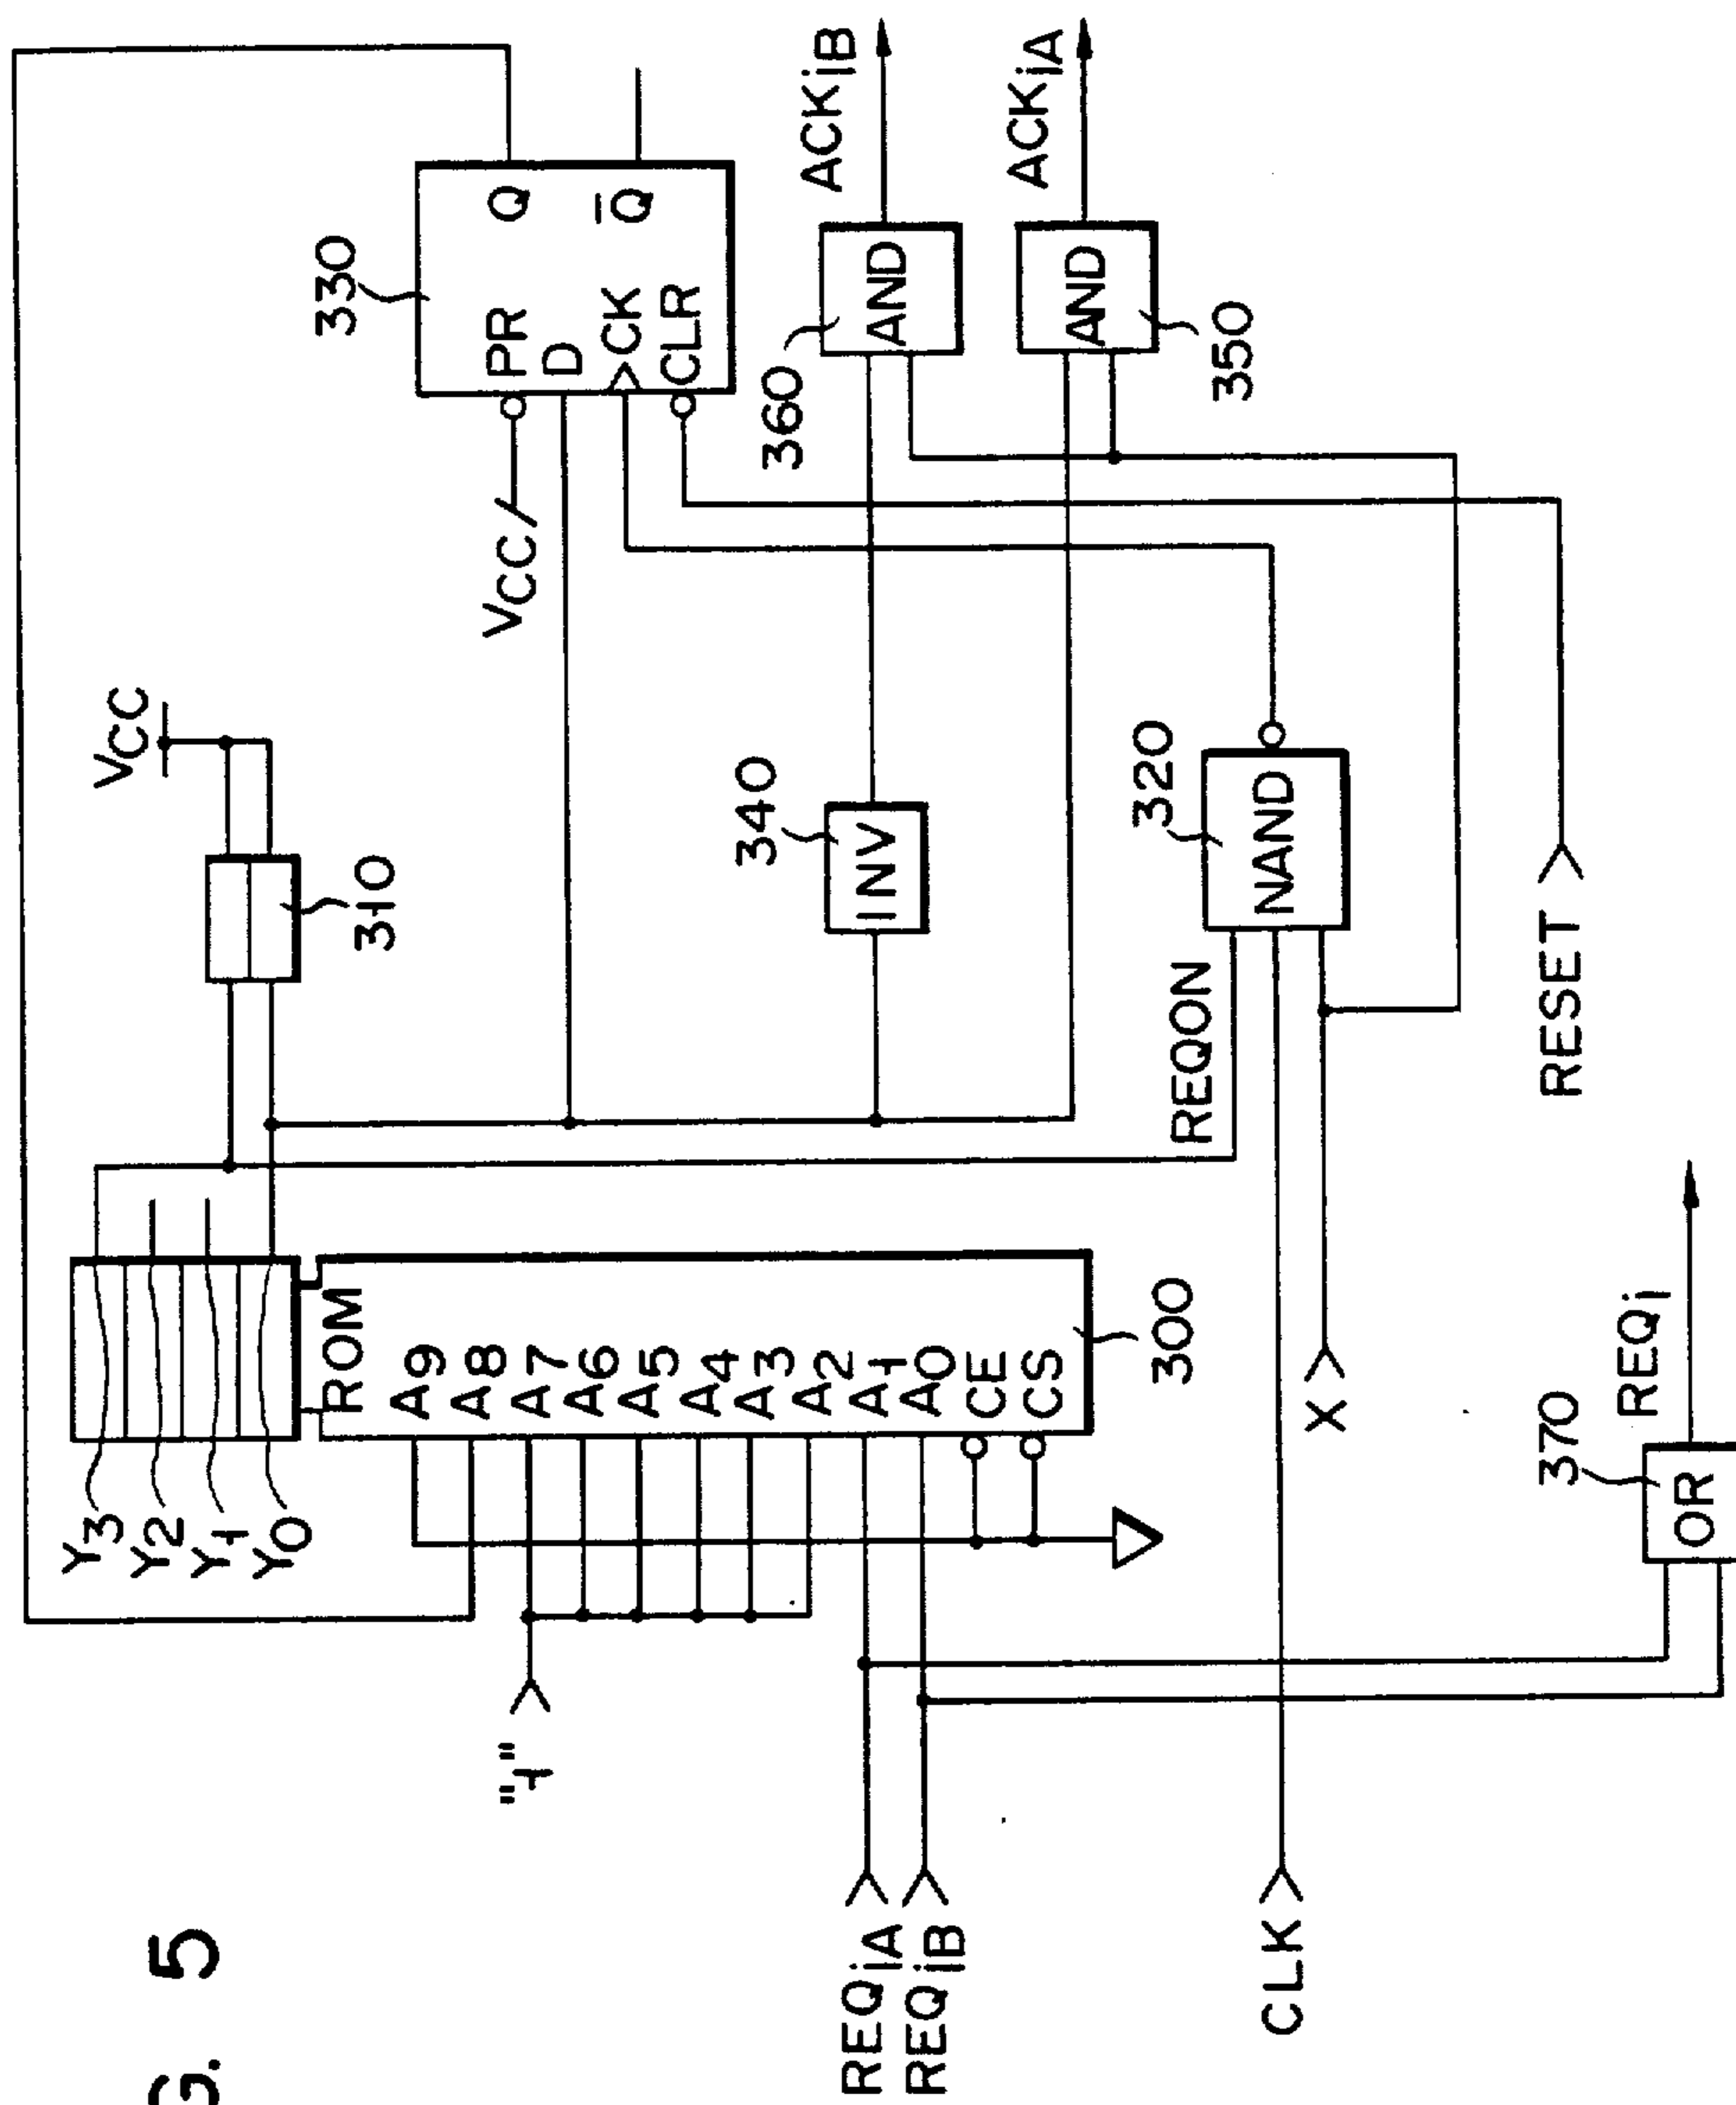 G. 5
Y3
Y2
Y1
Y0
ROM
A9
A8
A7
A6
A5
A4
A3
A2
A1
A0
CE
CS
300
"1"
REQiA
REQiB
CLK
X
RESET
REQON
VCC
310
VCC
330
PR
D
CK
CLR
Q
Q̅
340
INV
320
NAND
360
AND
ACKiB
350
AND
ACKiA
370
OR
REQi